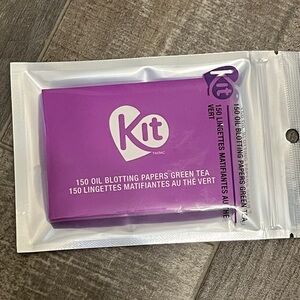 Kit
150 OIL BLOTTING PAPERS GREEN TEA
150 LINGETTES MATIFIANTES AU THÉ VERT
Kit
150 OIL BLOTTING PAPERS GREEN TEA
150 LINGETTES MATIFIANTES AU THÉ
VERT